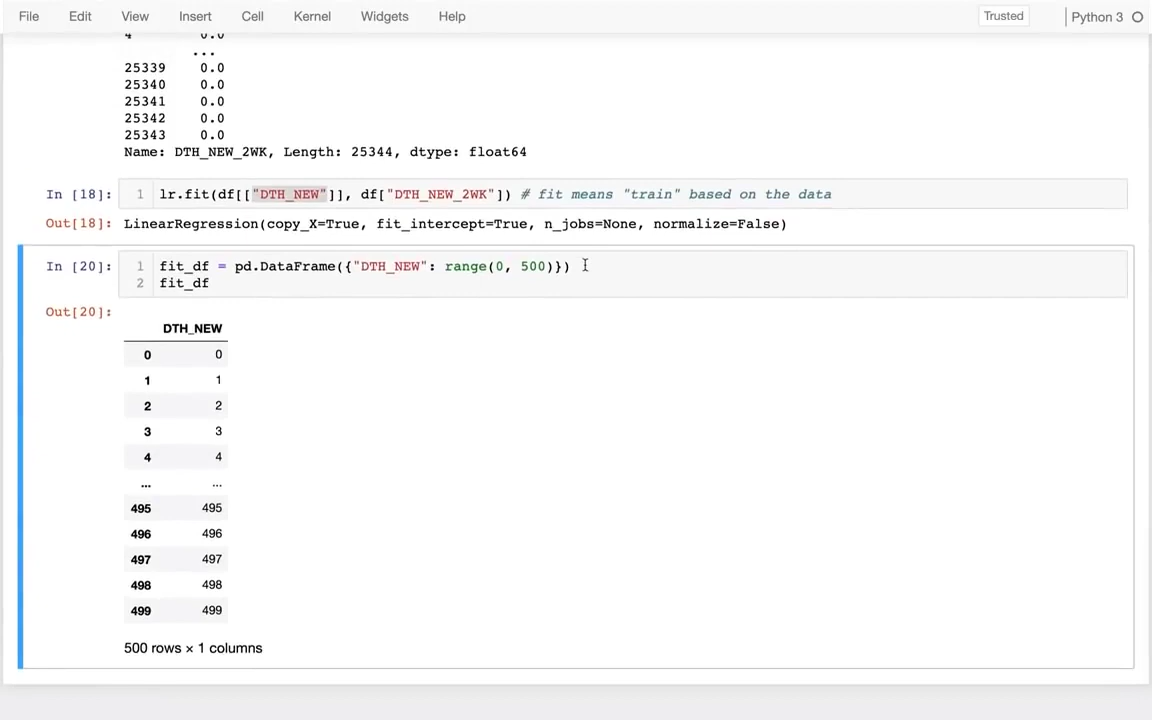 File Edit View Insert Cell Kernel Widgets Help Trusted Python 3
4 0.0
...
25339 0.0
25340 0.0
25341 0.0
25342 0.0
25343 0.0
Name: DTH_NEW_2WK, Length: 25344, dtype: float64
In [18]: 1 lr.fit(df[["DTH_NEW"]], df["DTH_NEW_2WK"]) # fit means "train" based on the data
Out[18]: LinearRegression(copy_X=True, fit_intercept=True, n_jobs=None, normalize=False)
In [20]: 1 fit_df = pd.DataFrame({"DTH_NEW": range(0, 500)})
2 fit_df
Out[20]:
DTH_NEW
0 0
1 1
2 2
3 3
4 4
... ...
495 495
496 496
497 497
498 498
499 499
500 rows × 1 columns